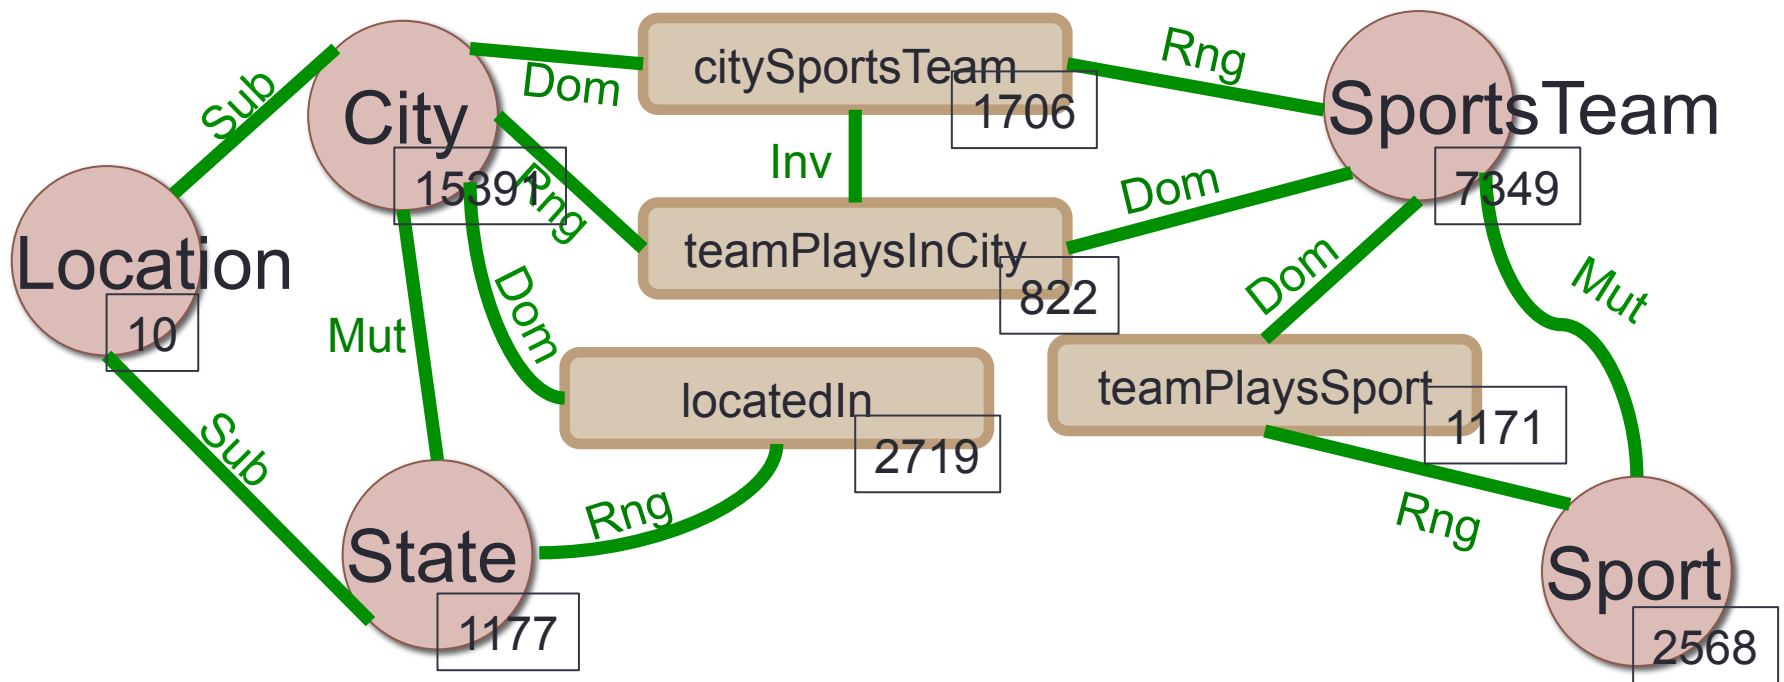 citySportsTeam
1706
Rng
Sub
Dom
City
15391
SportsTeam
7349
Inv
Rng
Dom
Location
10
teamPlaysInCity
822
Dom
Mut
Mut
Dom
locatedIn
2719
teamPlaysSport
1171
Sub
Rng
Rng
State
1177
Sport
2568